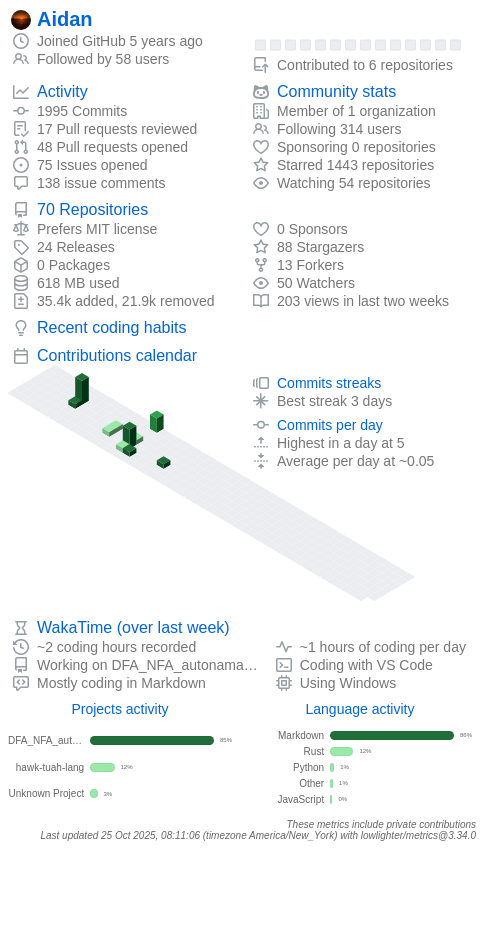 Aidan
Joined GitHub 5 years ago
Followed by 58 users
Contributed to 6 repositories
Activity
1995 Commits
17 Pull requests reviewed
48 Pull requests opened
75 Issues opened
138 issue comments
Community stats
Member of 1 organization
Following 314 users
Sponsoring 0 repositories
Starred 1443 repositories
Watching 54 repositories
70 Repositories
Prefers MIT license
24 Releases
0 Packages
618 MB used
35.4k added, 21.9k removed
0 Sponsors
88 Stargazers
13 Forkers
50 Watchers
203 views in last two weeks
Recent coding habits
Contributions calendar
Commits streaks
Best streak 3 days
Commits per day
Highest in a day at 5
Average per day at ~0.05
WakaTime (over last week)
~2 coding hours recorded
Working on DFA_NFA_autonama…
Mostly coding in Markdown
~1 hours of coding per day
Coding with VS Code
Using Windows
Projects activity
DFA_NFA_aut… 85%
hawk-tuah-lang 12%
Unknown Project 3%
Language activity
Markdown 86%
Rust 12%
Python 1%
Other 1%
JavaScript 0%
These metrics include private contributions
Last updated 25 Oct 2025, 08:11:06 (timezone America/New_York) with lowlighter/metrics@3.34.0